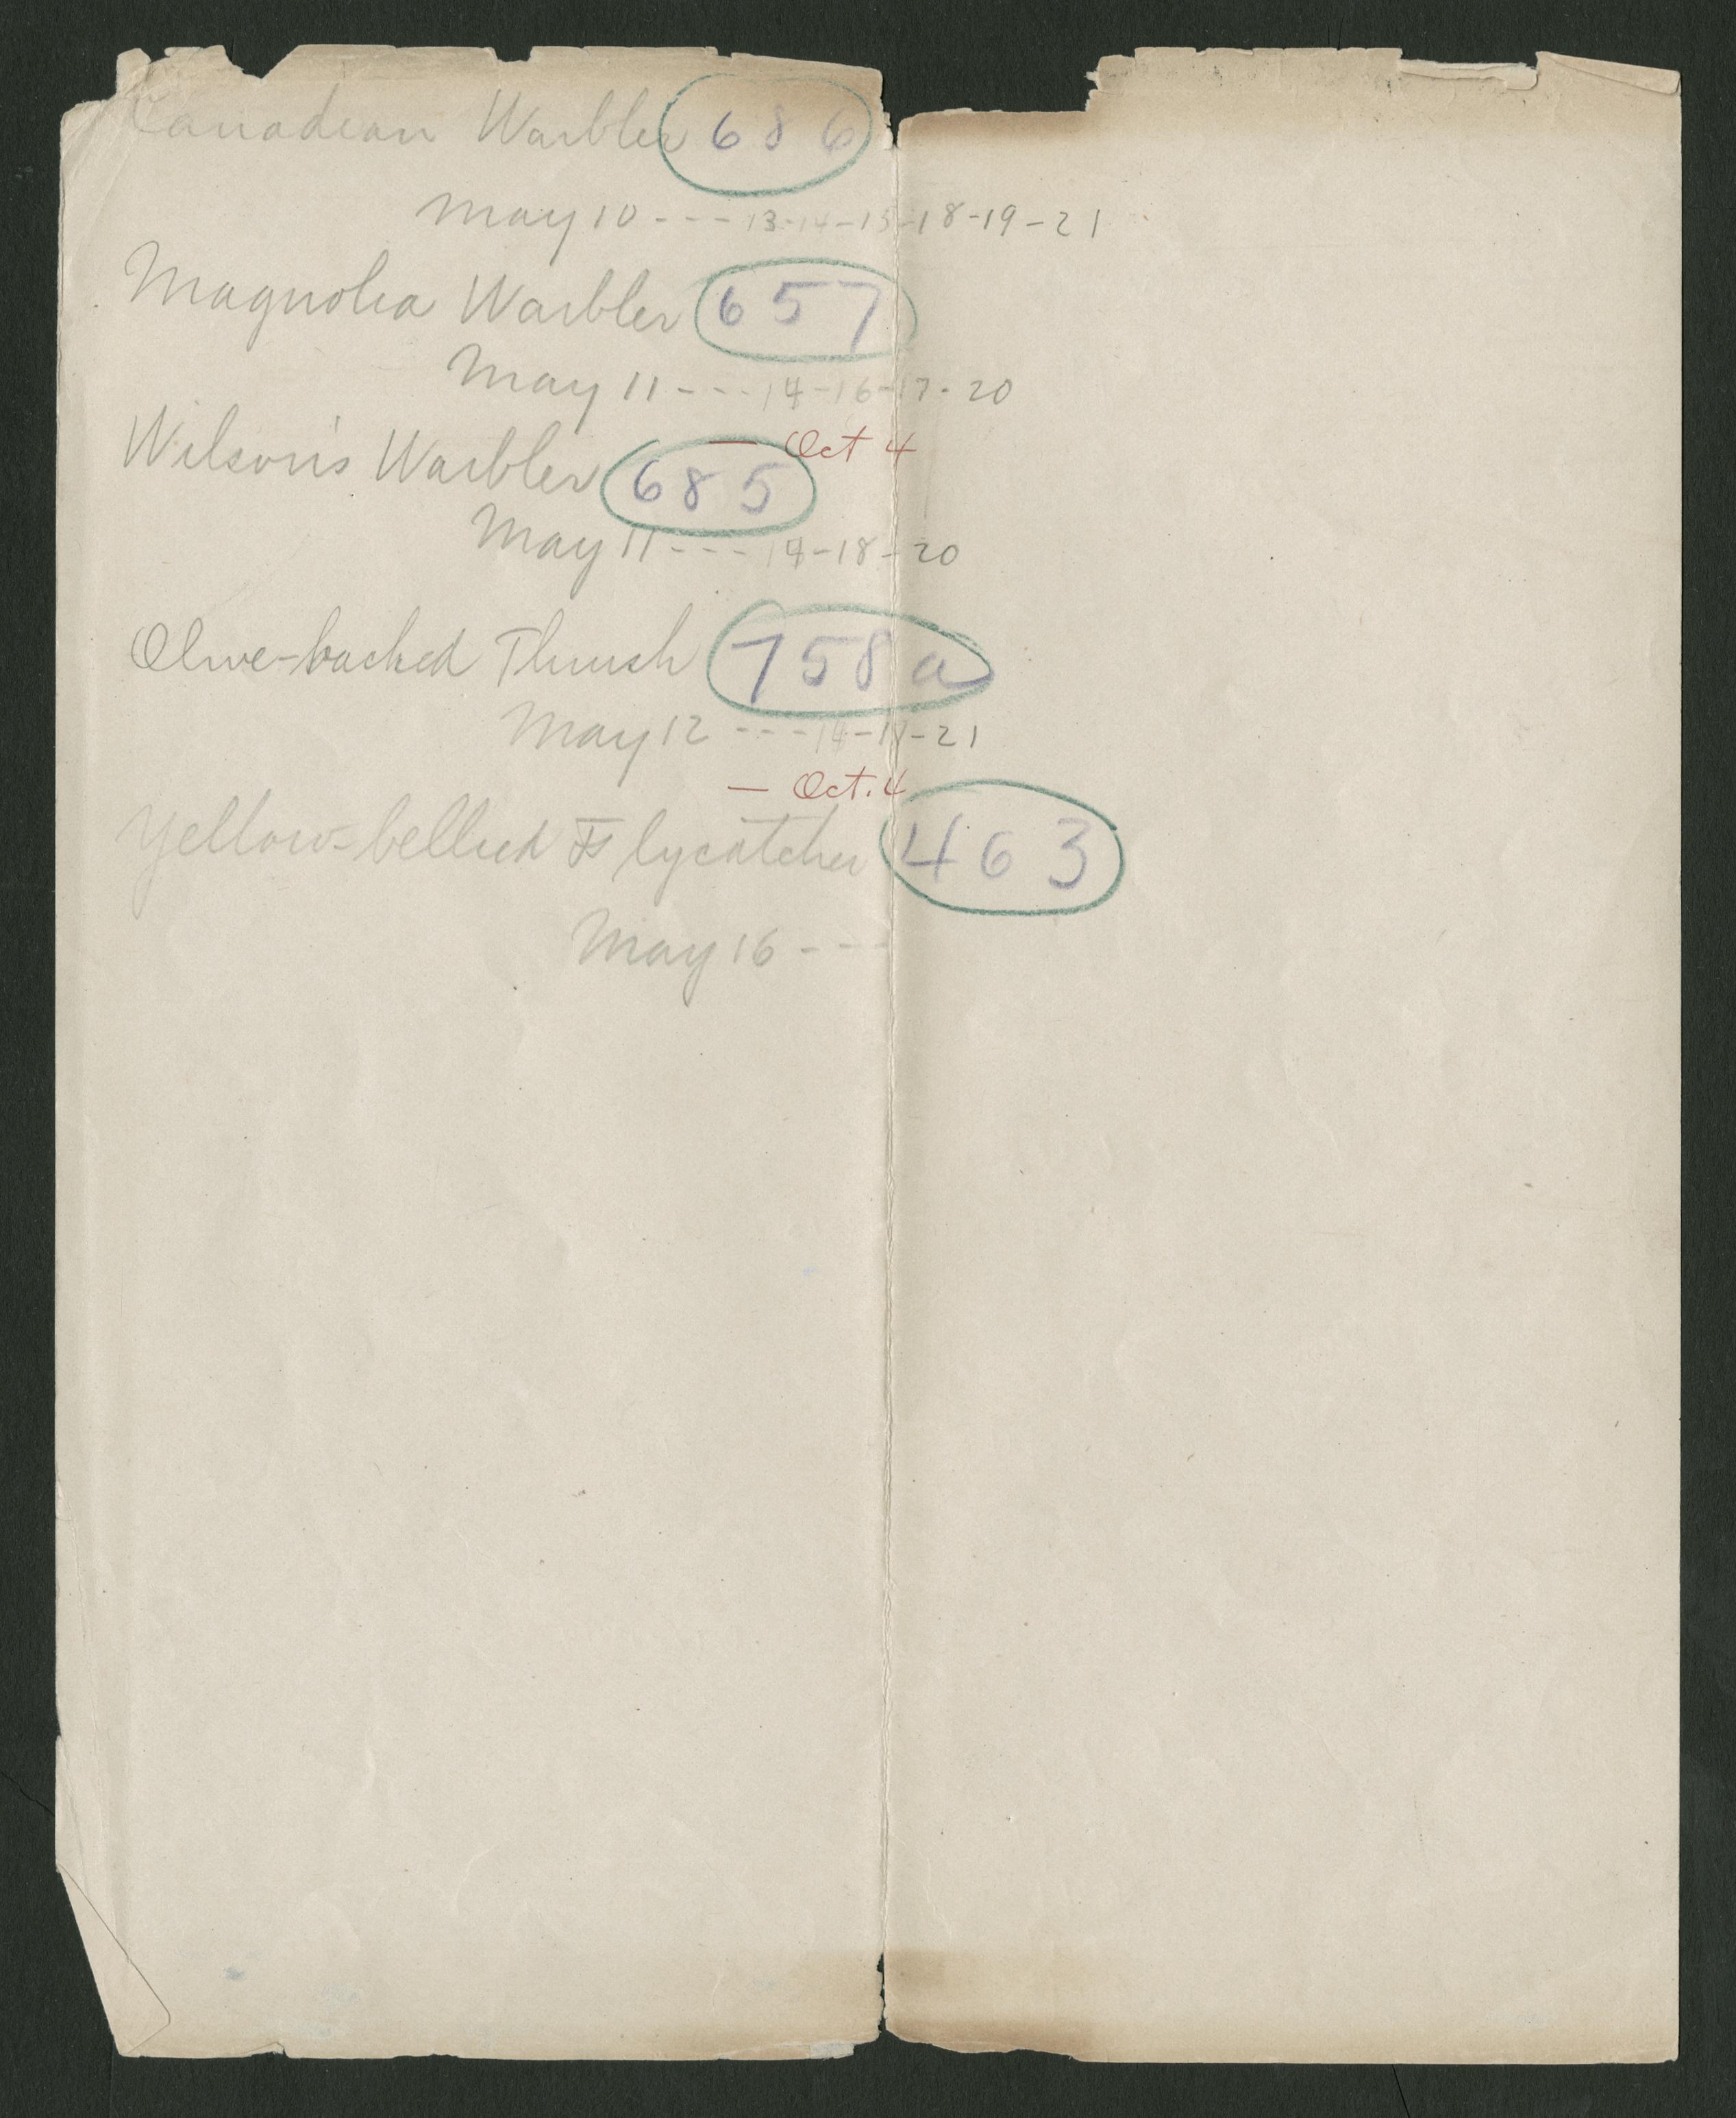 Canadian Warbler 686
May 10 - - - 13-14-15-18-19-21
Magnolia Warbler 657
May 11 - - - 14-16-17-20
— Oct 4
Wilson's Warbler 685
May 11 - - - 14-18-20
Olive-backed Thrush 758a
May 12 - - - 14-17-21
— Oct. 4
Yellow-bellied Flycatcher 463
May 16 - - -